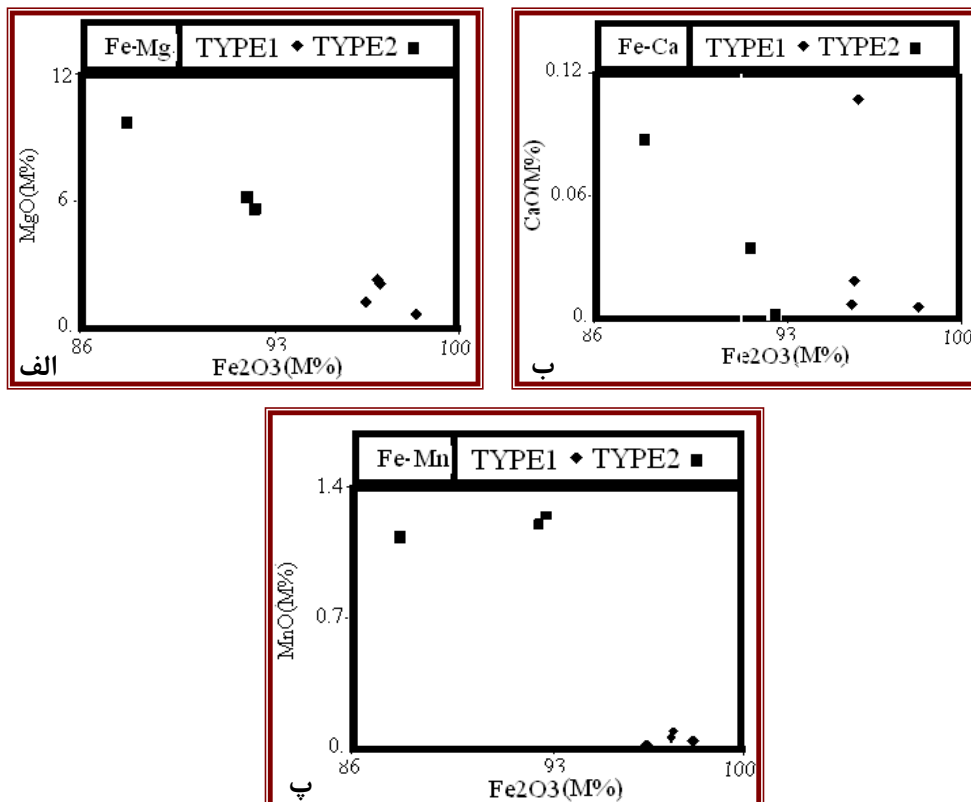 Fe-Mg TYPE1 ◆ TYPE2 ■
12
MgO(M%)
6
0.
86 93 100
Fe2O3(M%)
الف
Fe-Ca TYPE1 ◆ TYPE2 ■
0.12
CaO(M%)
0.06
0.
86 93 100
Fe2O3(M%)
ب
Fe-Mn TYPE1 ◆ TYPE2 ■
1.4
MnO(M%)
0.7
0.
86 93 100
Fe2O3(M%)
پ